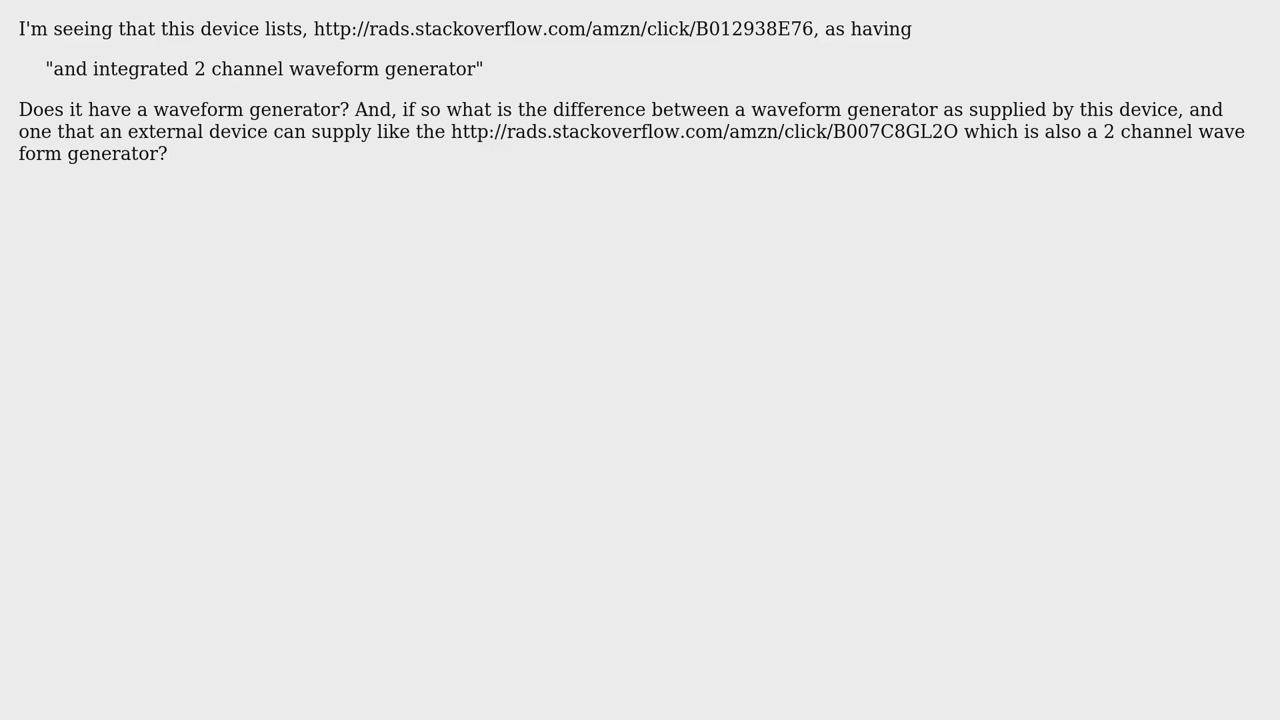 I'm seeing that this device lists, http://rads.stackoverflow.com/amzn/click/B012938E76, as having
"and integrated 2 channel waveform generator"
Does it have a waveform generator? And, if so what is the difference between a waveform generator as supplied by this device, and
one that an external device can supply like the http://rads.stackoverflow.com/amzn/click/B007C8GL2O which is also a 2 channel wave
form generator?